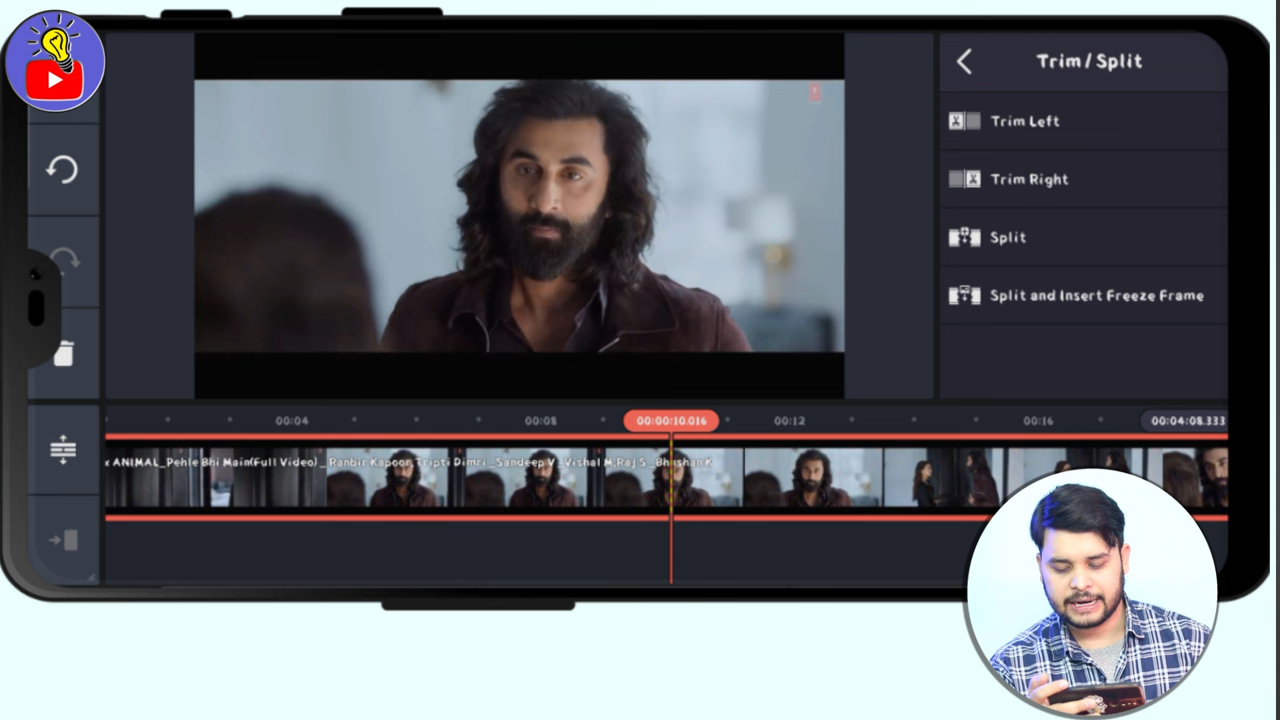 Trim/Split
Trim Left
Trim Right
Split
Split and Insert Freeze Frame
00:04
00:08
00:00:10.016
00:12
00:16
00:04:08.333
ANIMAL_Pehle Bhi Main(Full Video)_ Ranbir Kapoor,Tripti Dimri_Sandeep V_Vishal M,Raj S_Bhushan K